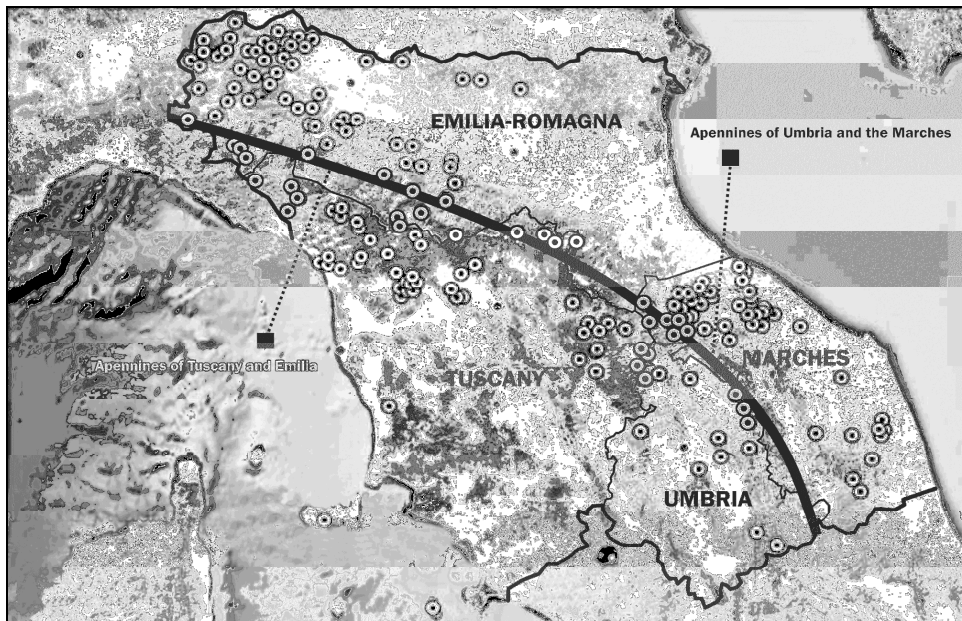 EMILIA-ROMAGNA
Apennines of Umbria and the Marches
Apennines of Tuscany and Emilia
TUSCANY
MARCHES
UMBRIA